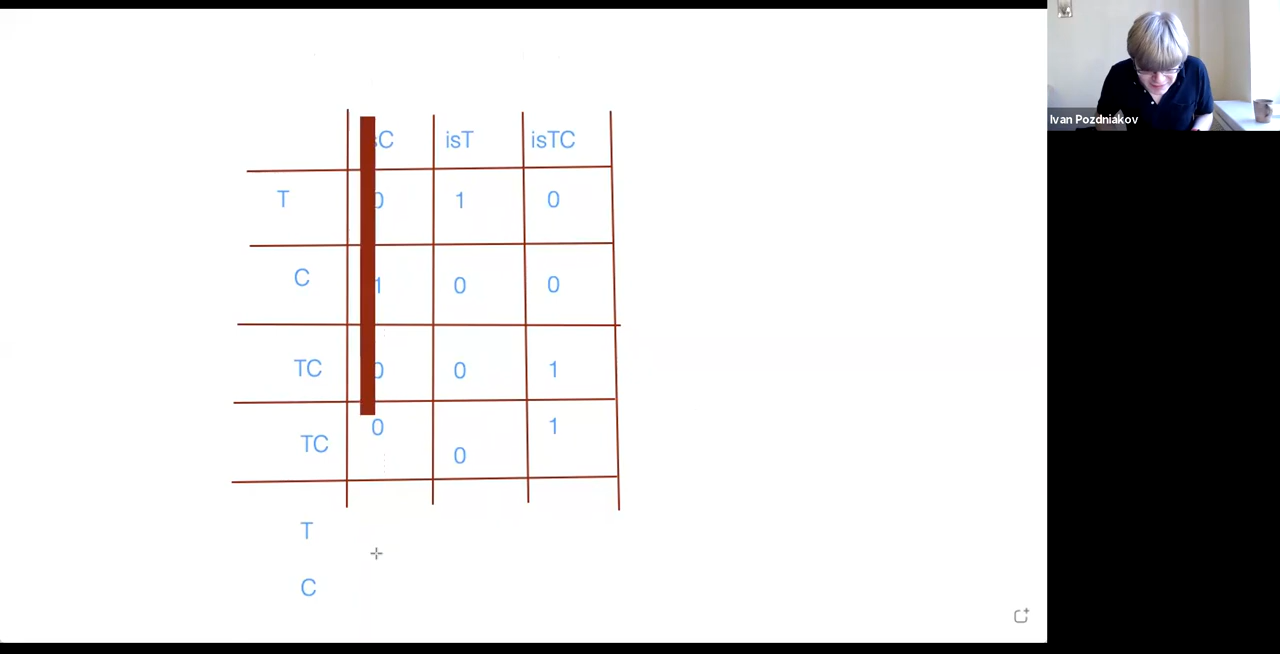 sC isT isTC
T 0 1 0
C 1 0 0
TC 0 0 1
TC 0 0 1
T
C
Ivan Pozdniakov